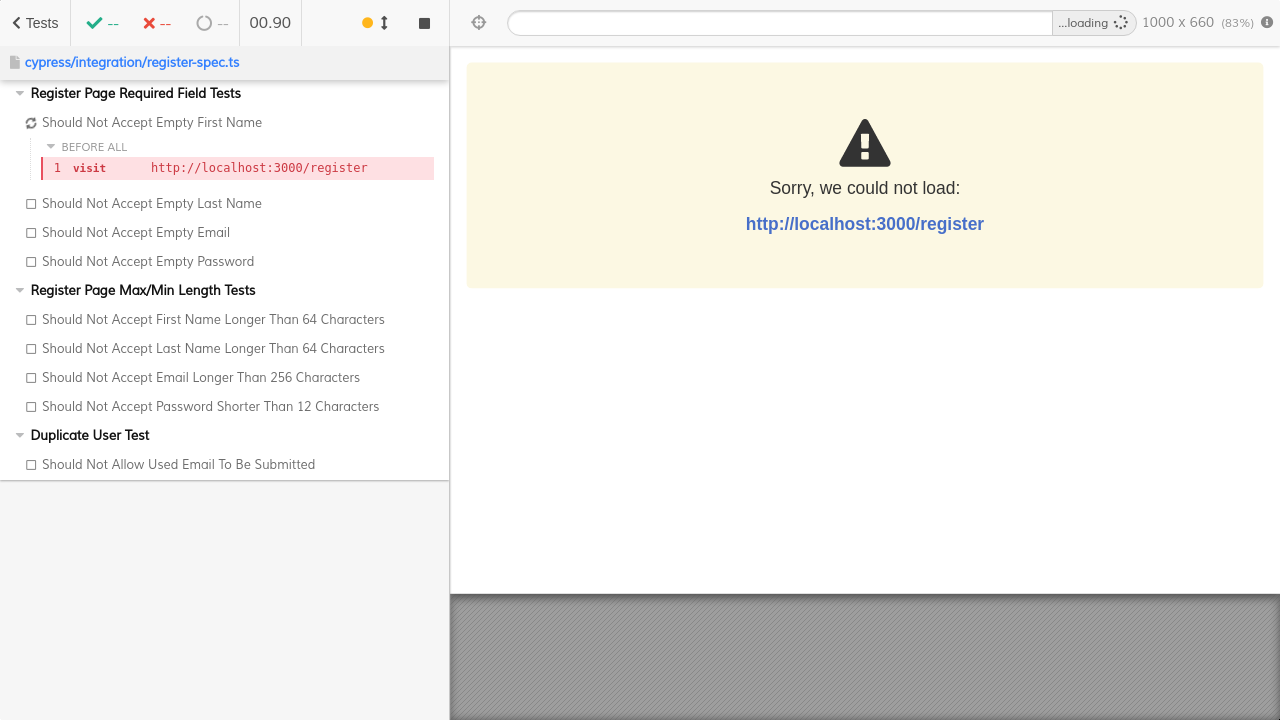 Tests
--
--
--
00.90
...loading
1000 x 660 (83%)
cypress/integration/register-spec.ts
Register Page Required Field Tests
Should Not Accept Empty First Name
BEFORE ALL
1 visit http://localhost:3000/register
Should Not Accept Empty Last Name
Should Not Accept Empty Email
Should Not Accept Empty Password
Register Page Max/Min Length Tests
Should Not Accept First Name Longer Than 64 Characters
Should Not Accept Last Name Longer Than 64 Characters
Should Not Accept Email Longer Than 256 Characters
Should Not Accept Password Shorter Than 12 Characters
Duplicate User Test
Should Not Allow Used Email To Be Submitted
Sorry, we could not load:
http://localhost:3000/register